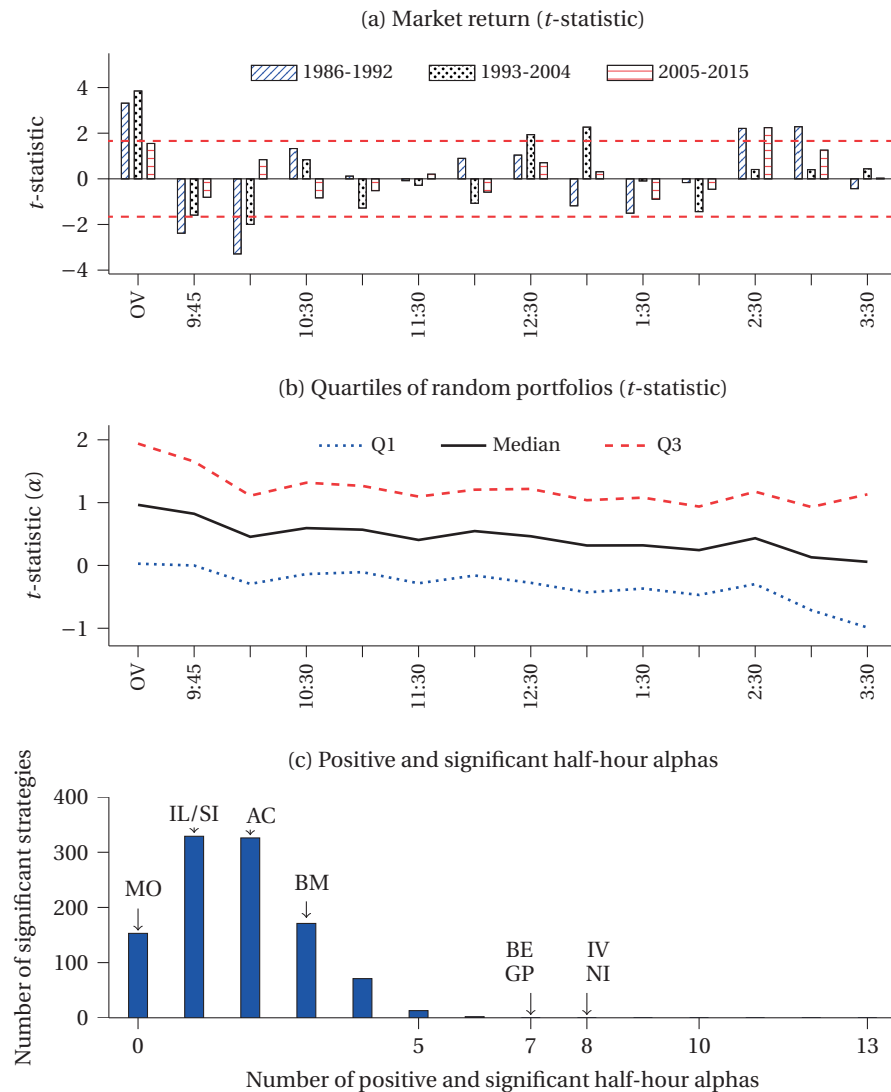 (a) Market return (t-statistic)
1986-1992 1993-2004 2005-2015
t-statistic
4
2
0
−2
−4
OV 9:45 10:30 11:30 12:30 1:30 2:30 3:30
(b) Quartiles of random portfolios (t-statistic)
Q1 Median Q3
t-statistic (α)
2
1
0
−1
OV 9:45 10:30 11:30 12:30 1:30 2:30 3:30
(c) Positive and significant half-hour alphas
Number of significant strategies
400
300
200
100
0
IL/SI AC
MO BM
BE IV
GP NI
0 5 7 8 10 13
Number of positive and significant half-hour alphas